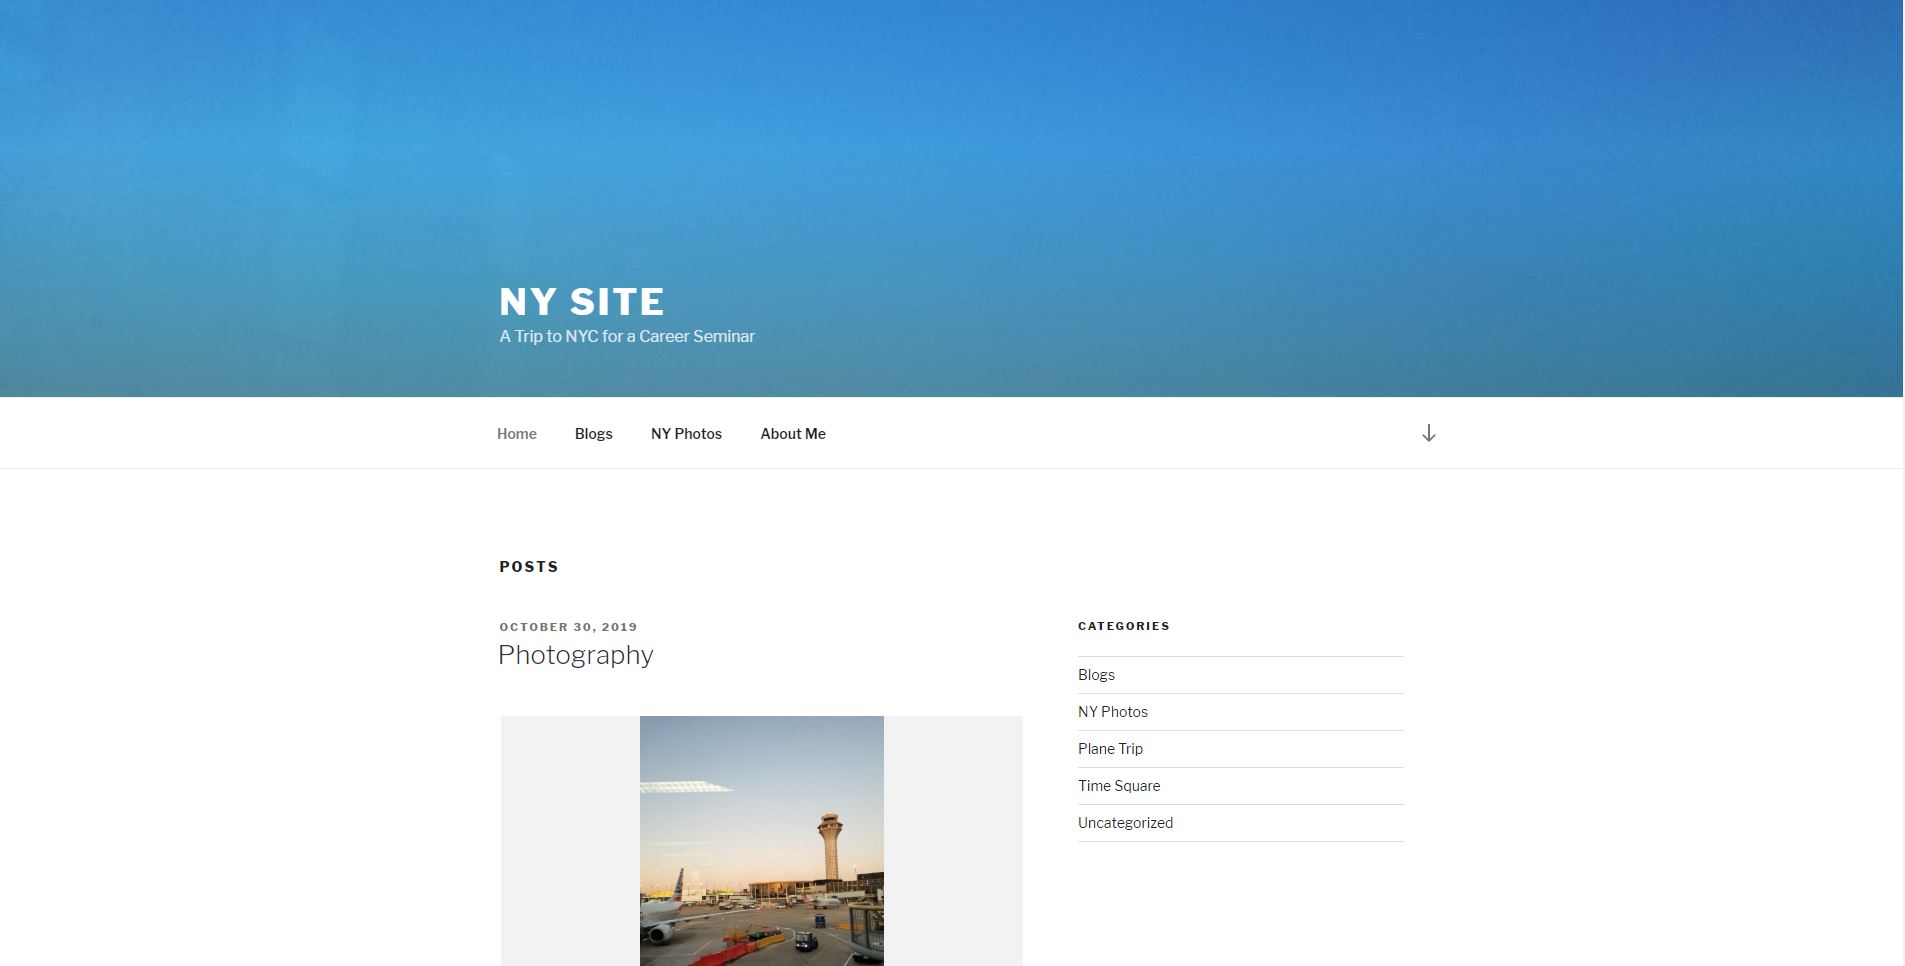 NY SITE
A Trip to NYC for a Career Seminar
Home Blogs NY Photos About Me
POSTS
OCTOBER 30, 2019
Photography
CATEGORIES
Blogs
NY Photos
Plane Trip
Time Square
Uncategorized